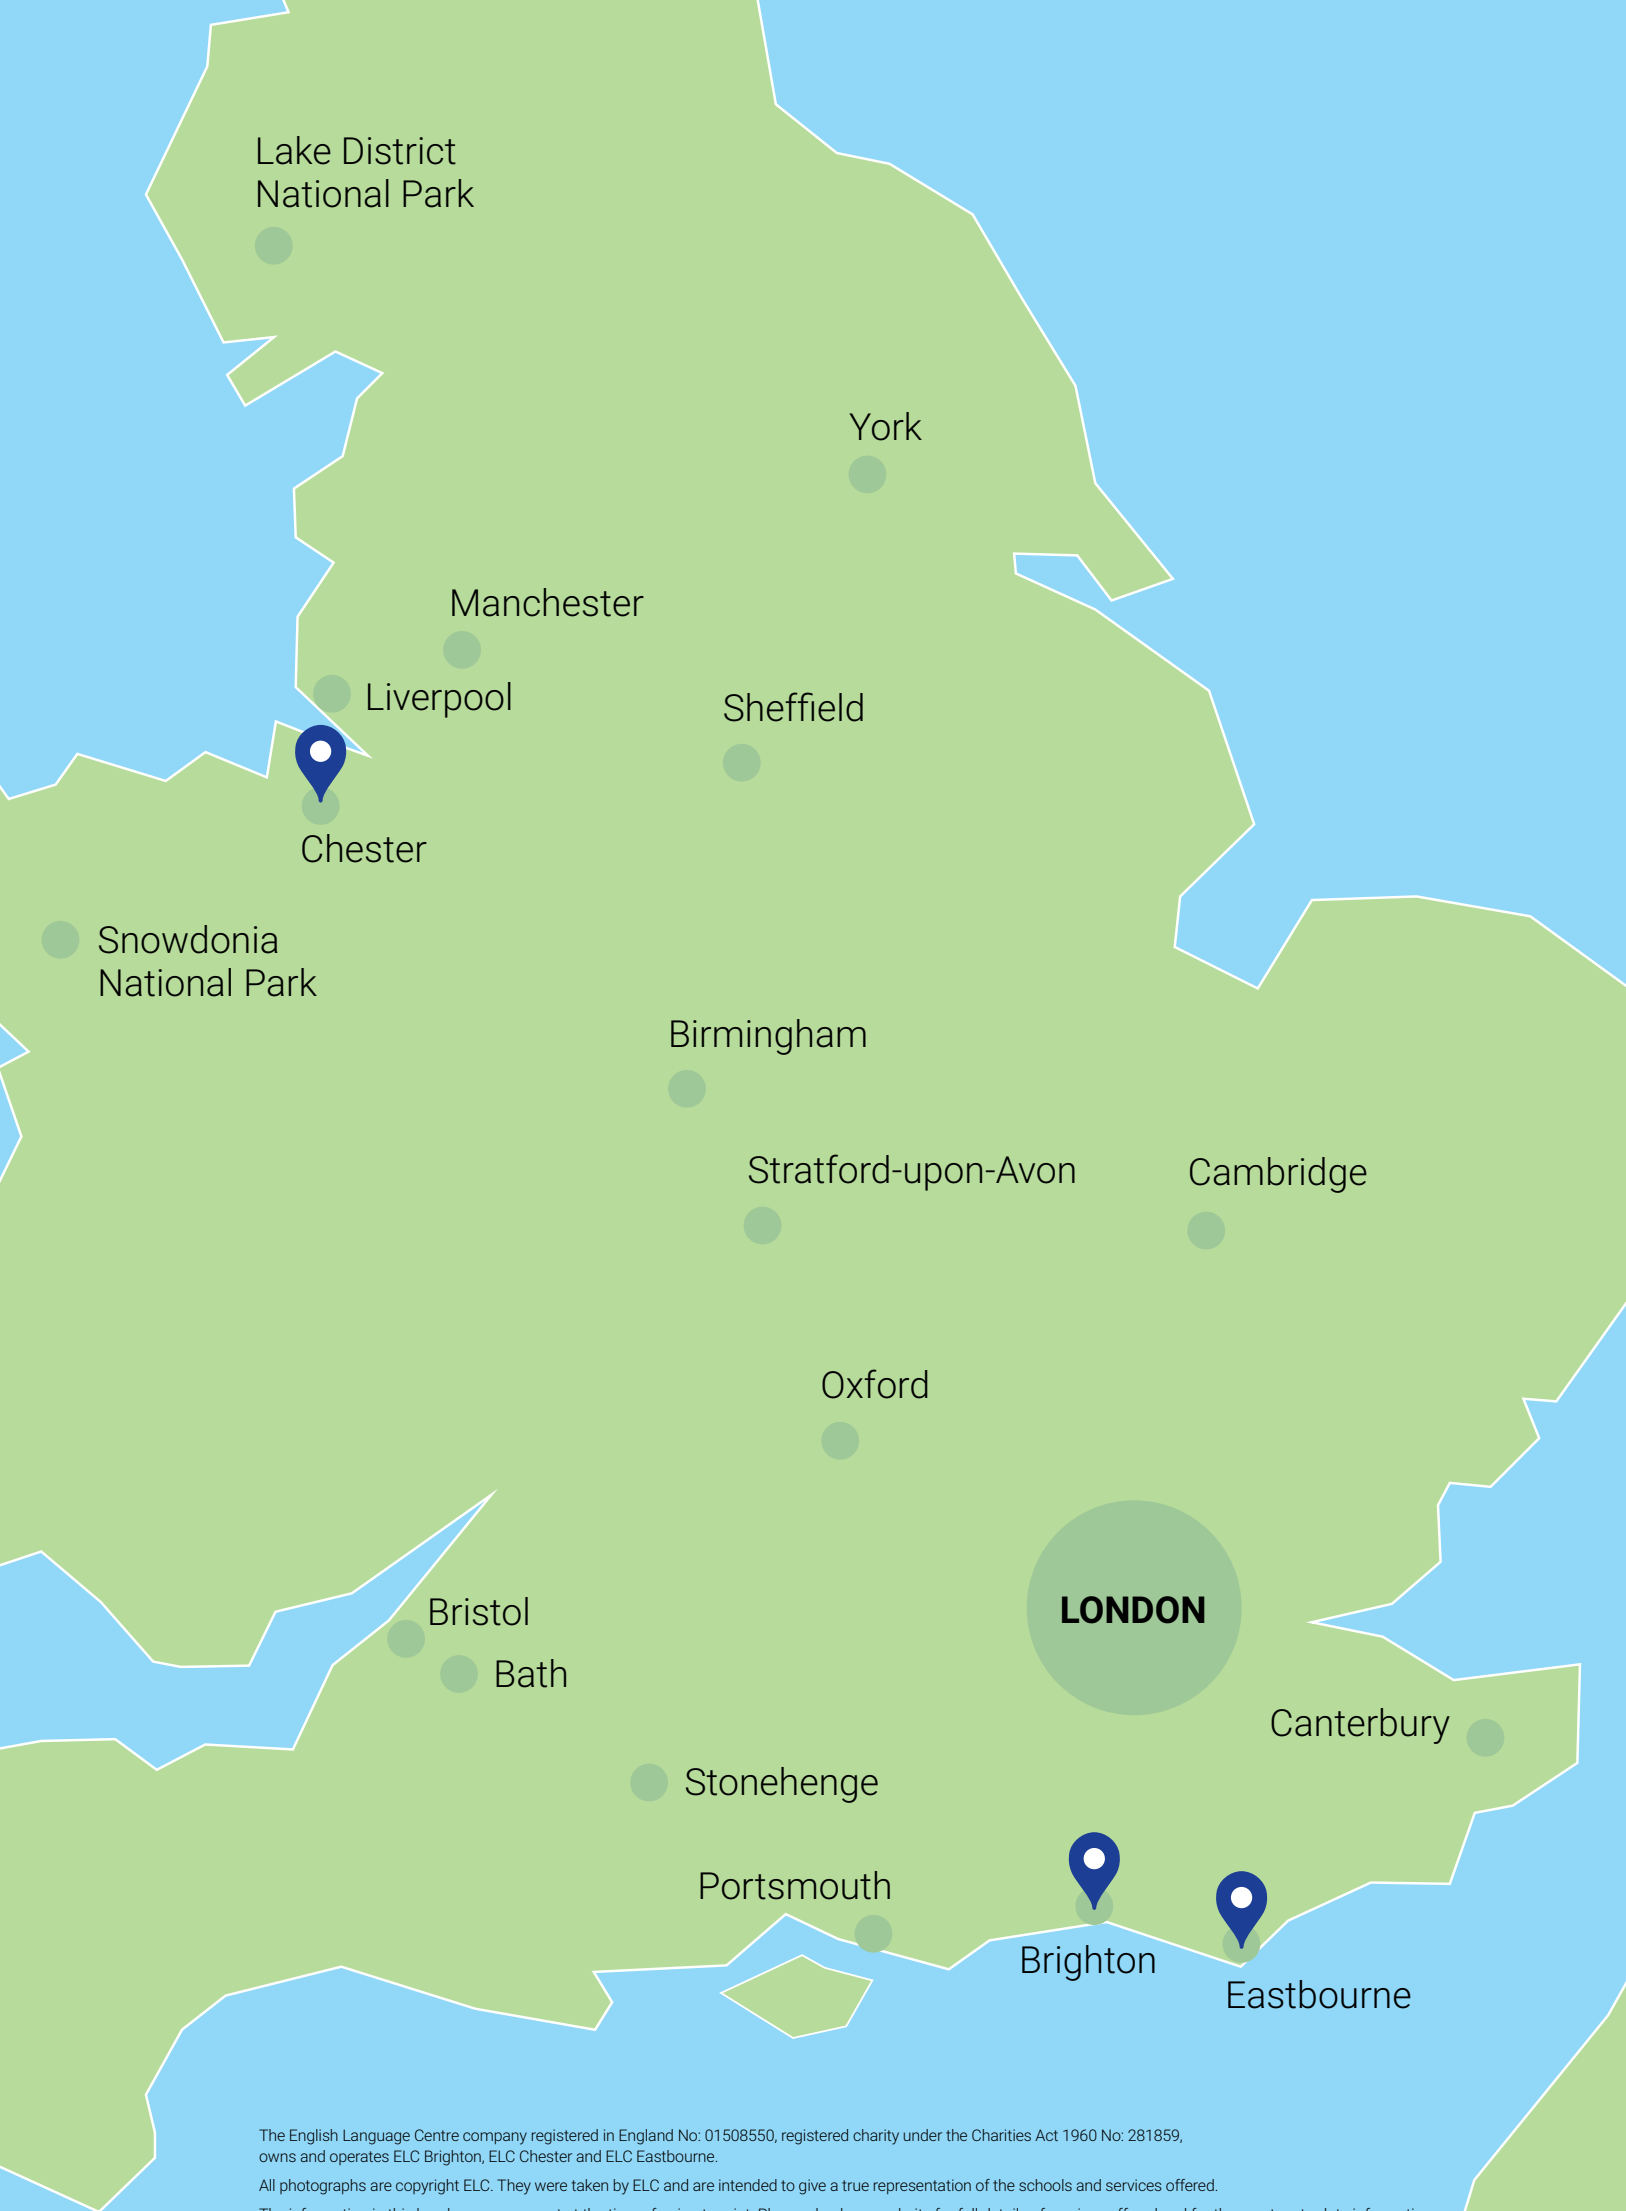 Lake District
National Park
York
Manchester
Liverpool
Sheffield
Chester
Snowdonia
National Park
Birmingham
Stratford-upon-Avon
Cambridge
Oxford
LONDON
Bristol
Bath
Canterbury
Stonehenge
Portsmouth
Brighton
Eastbourne
The English Language Centre company registered in England No: 01508550, registered charity under the Charities Act 1960 No: 281859,
owns and operates ELC Brighton, ELC Chester and ELC Eastbourne.
All photographs are copyright ELC. They were taken by ELC and are intended to give a true representation of the schools and services offered.